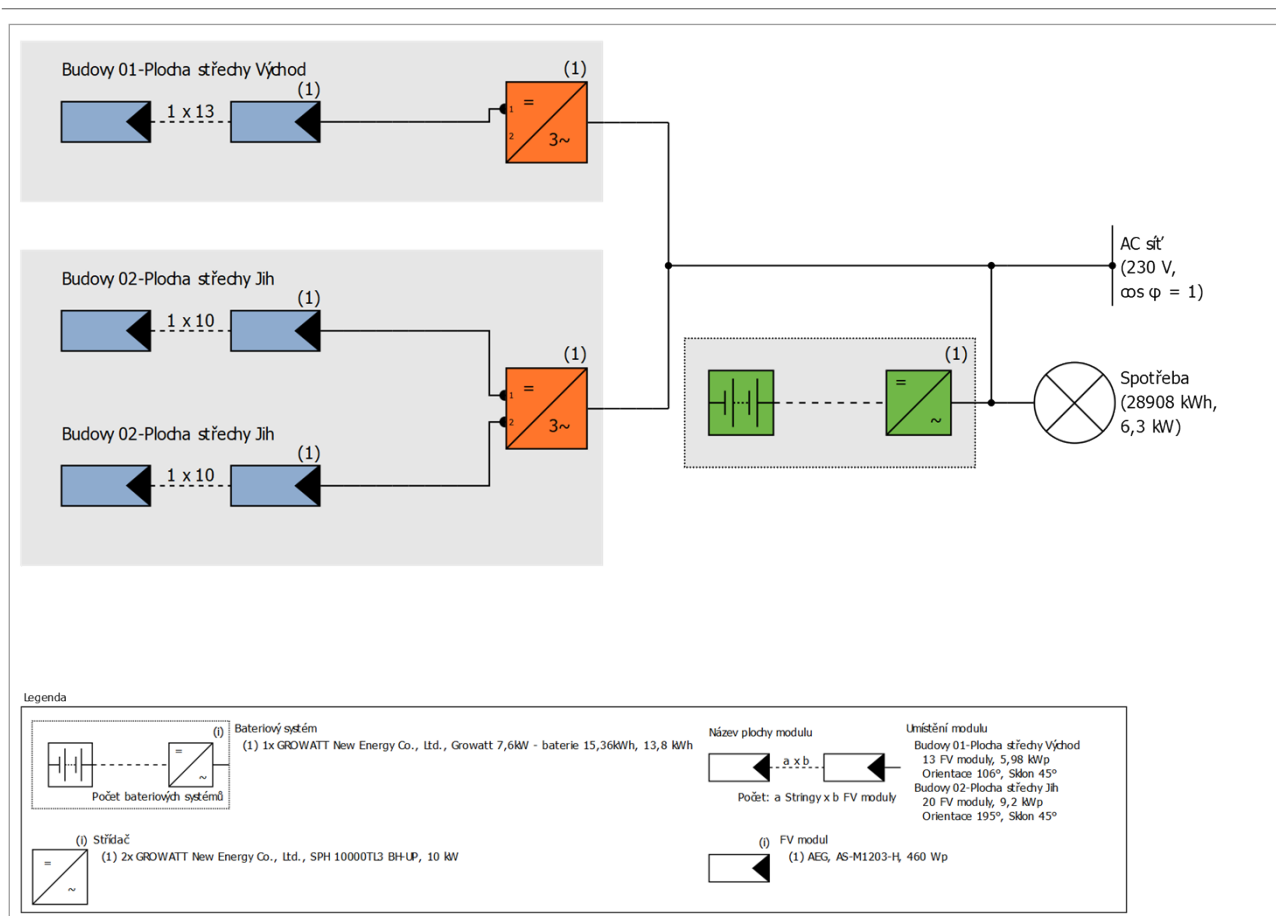 Budovy 01-Plocha střechy Východ
(1)
(1)
1 x 13
=
1
2
3~
Budovy 02-Plocha střechy Jih
(1)
1 x 10
(1)
=
1
2
3~
Budovy 02-Plocha střechy Jih
(1)
1 x 10
AC síť
(230 V,
cos φ = 1)
(1)
=
~
Spotřeba
(28908 kWh,
6,3 kW)
Legenda
(i)
=
~
Počet bateriových systémů
Bateriový systém
(1) 1x GROWATT New Energy Co., Ltd., Growatt 7,6kW - baterie 15,36kWh, 13,8 kWh
(i) Střídač
=
~
(1) 2x GROWATT New Energy Co., Ltd., SPH 10000TL3 BH-UP, 10 kW
Název plochy modulu
a x b
Počet: a Stringy x b FV moduly
Umístění modulu
Budovy 01-Plocha střechy Východ
13 FV moduly, 5,98 kWp
Orientace 106°, Sklon 45°
Budovy 02-Plocha střechy Jih
20 FV moduly, 9,2 kWp
Orientace 195°, Sklon 45°
(i) FV modul
(1) AEG, AS-M1203-H, 460 Wp